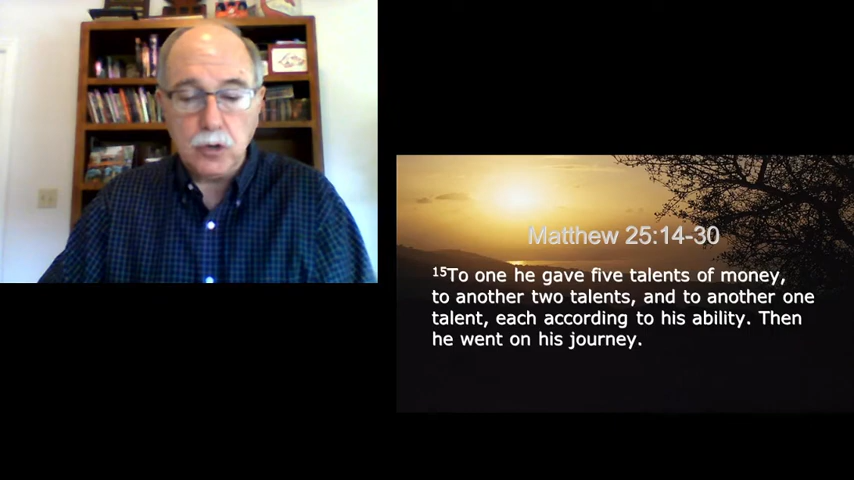 Matthew 25:14-30
15To one he gave five talents of money,
to another two talents, and to another one
talent, each according to his ability. Then
he went on his journey.